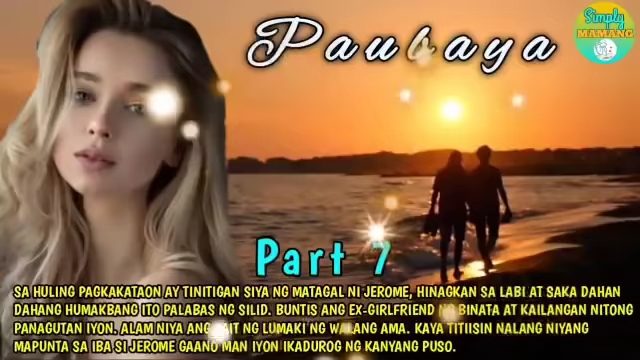 Paubaya
Simply
MAMANG
Part 7
SA HULING PAGKAKATAON AY TINITIGAN SIYA NG MATAGAL NI JEROME, HINAGKAN SA LABI AT SAKA DAHAN
DAHANG HUMAKBANG ITO PALABAS NG SILID. BUNTIS ANG EX-GIRLFRIEND NG BINATA AT KAILANGAN NITONG
PANAGUTAN IYON. ALAM NIYA ANG NG LUMAKI NG WALANG AMA. KAYA TITIISIN NALANG NIYANG
MAPUNTA SA IBA SI JEROME GAANO MAN IYON IKADUROG NG KANYANG PUSO.